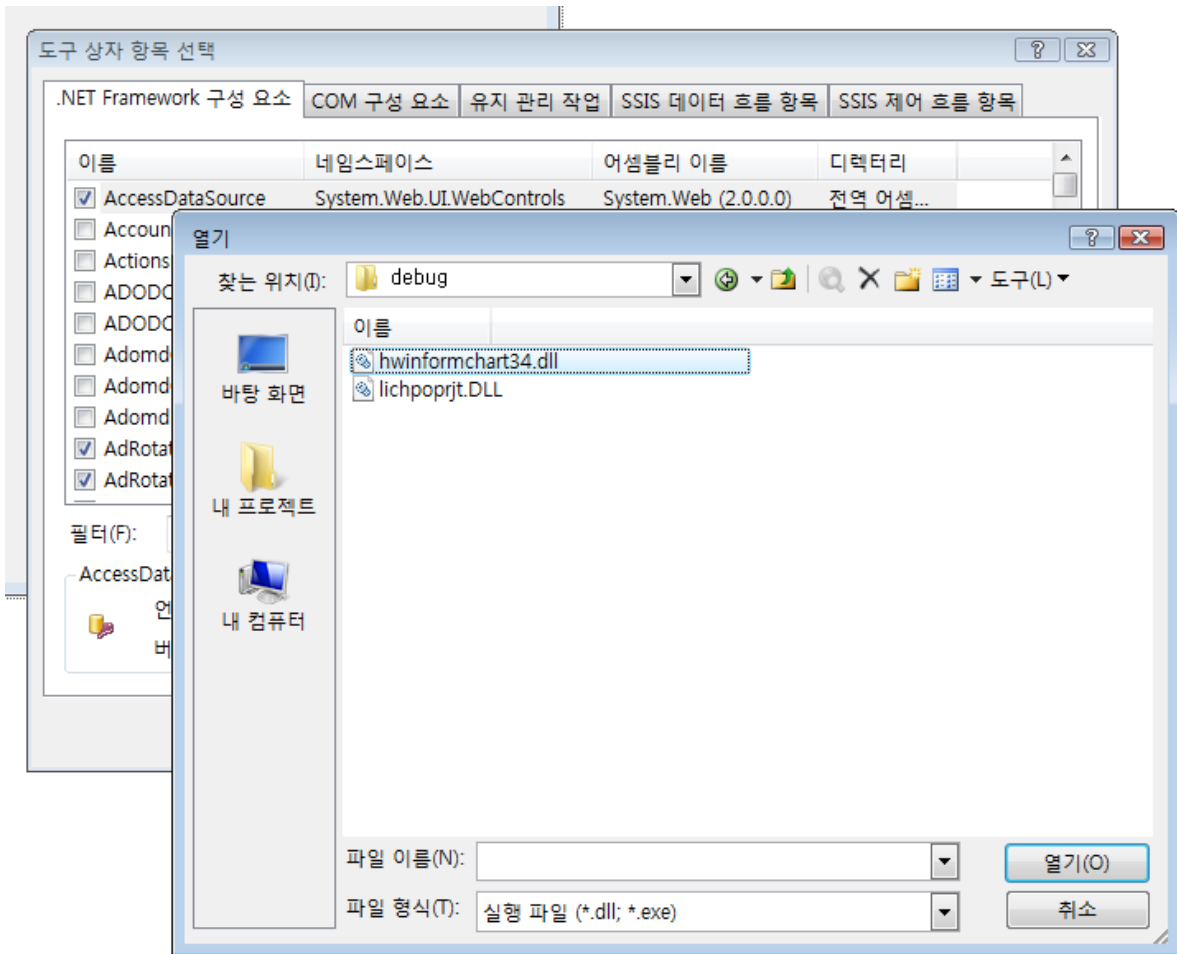 도구 상자 항목 선택
.NET Framework 구성 요소 COM 구성 요소 유지 관리 작업 SSIS 데이터 흐름 항목 SSIS 제어 흐름 항목
이름 네임스페이스 어셈블리 이름 디렉터리
AccessDataSource System.Web.UI.WebControls System.Web (2.0.0.0) 전역 어셈...
Accoun
Actions
ADODC
ADODC
Adomd
Adomd
Adomd
AdRotat
AdRotat
필터(F):
AccessDat
언
버
열기
찾는 위치(I): debug 도구(L)
바탕 화면
내 프로젝트
내 컴퓨터
이름
hwinformchart34.dll
lichpoprjt.DLL
파일 이름(N): 열기(O)
파일 형식(T): 실행 파일 (*.dll; *.exe) 취소